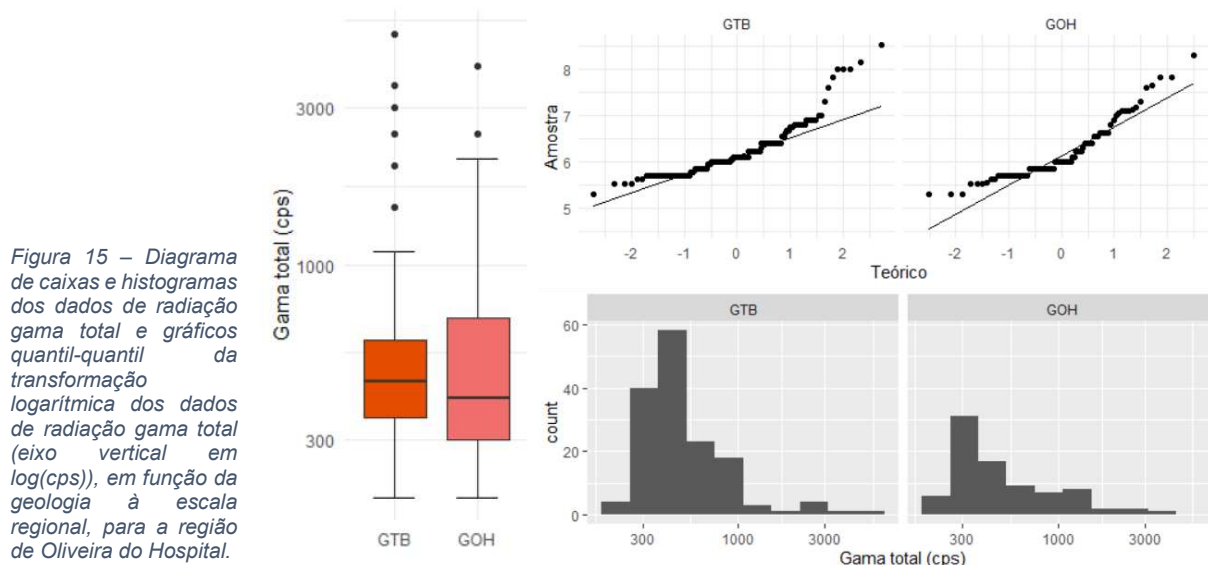 Figura 15 – Diagrama
de caixas e histogramas
dos dados de radiação
gama total e gráficos
quantil-quantil da
transformação
logarítmica dos dados
de radiação gama total
(eixo vertical em
log(cps)), em função da
geologia à escala
regional, para a região
de Oliveira do Hospital.
Gama total (cps)
3000
1000
300
GTB GOH
GTB GOH
Amostra
8
7
6
5
-2 -1 0 1 2 -2 -1 0 1 2
Teórico
GTB GOH
count
60
40
20
0
300 1000 3000 300 1000 3000
Gama total (cps)